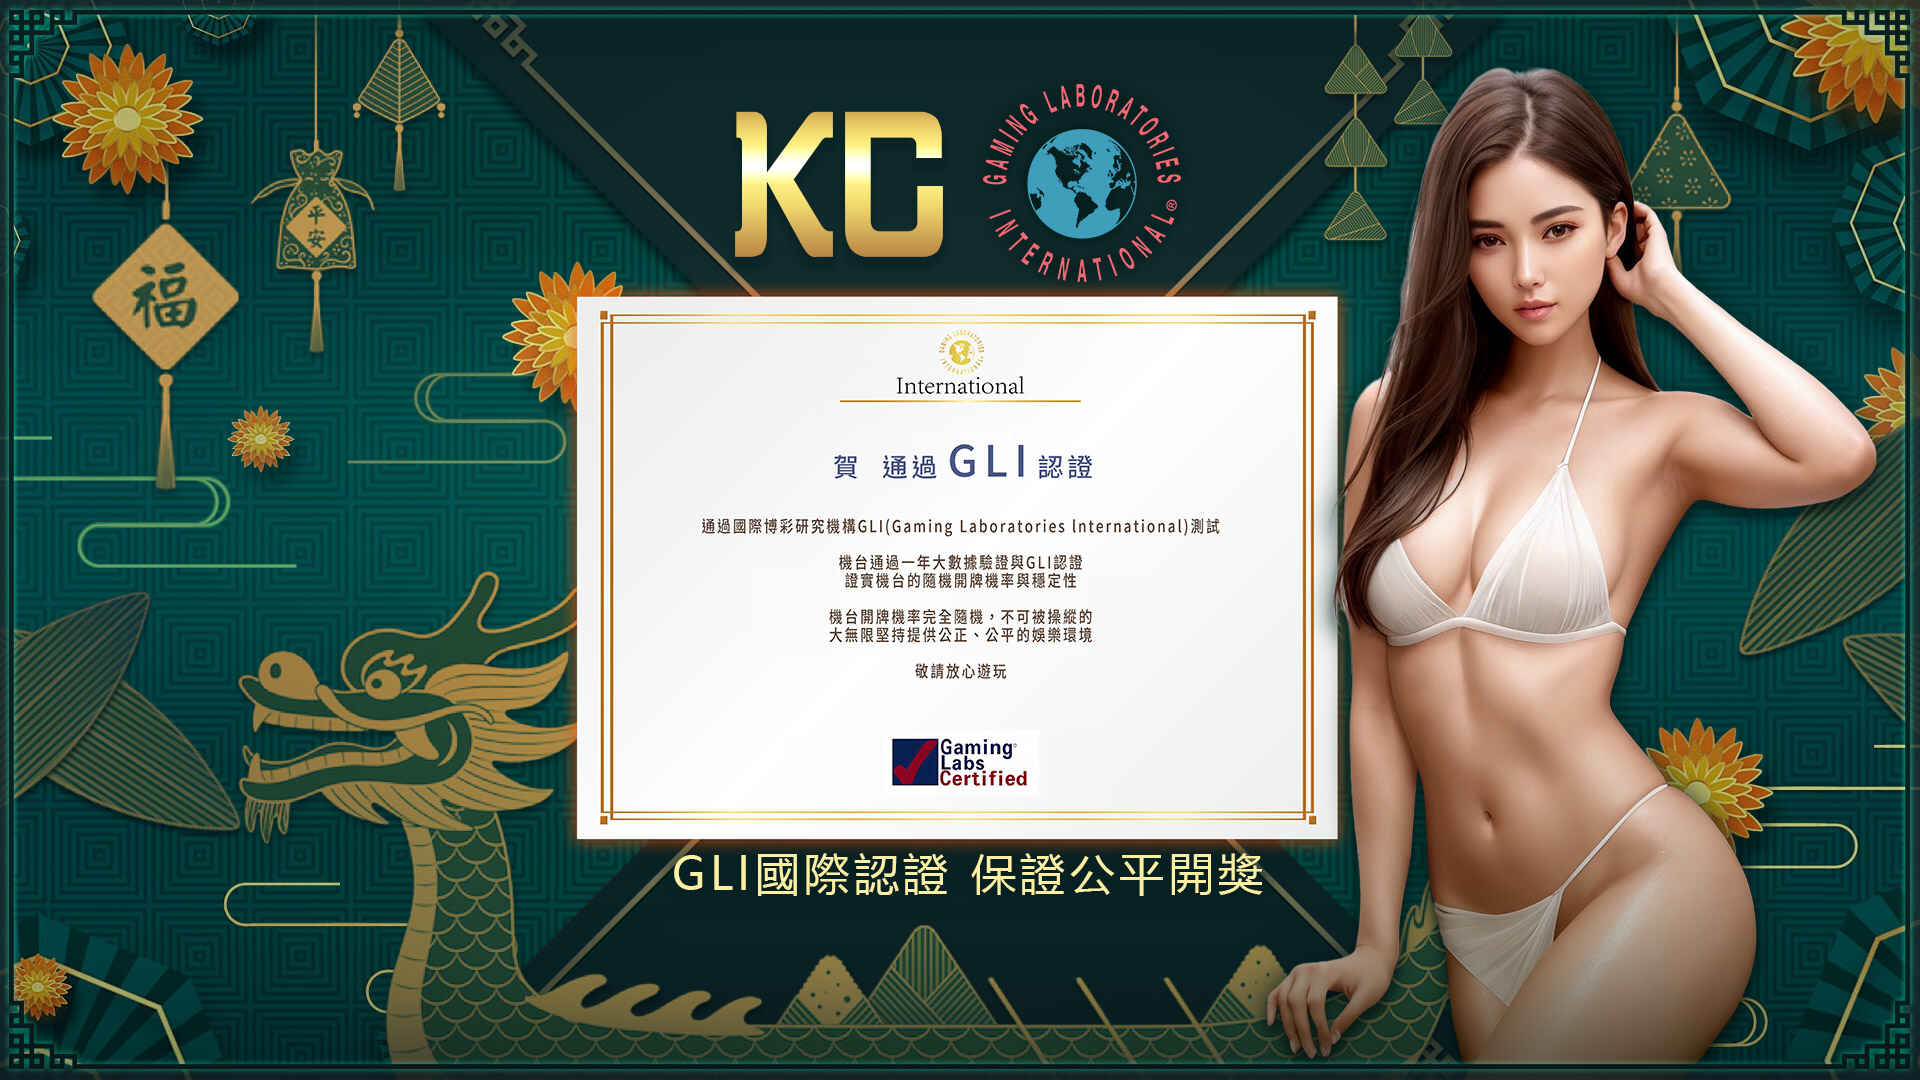 福
平
安
KC
GAMING LABORATORIES INTERNATIONAL®
GAMING LABORATORIES INTERNATIONAL
International
賀 通過 GLI 認證
通過國際博彩研究機構GLI(Gaming Laboratories lnternational)測試
機台通過一年大數據驗證與GLI認證
證實機台的隨機開牌機率與穩定性
機台開牌機率完全隨機，不可被操縱的
大無限堅持提供公正、公平的娛樂環境
敬請放心遊玩
Gaming®
Labs
Certified
GLI國際認證 保證公平開獎